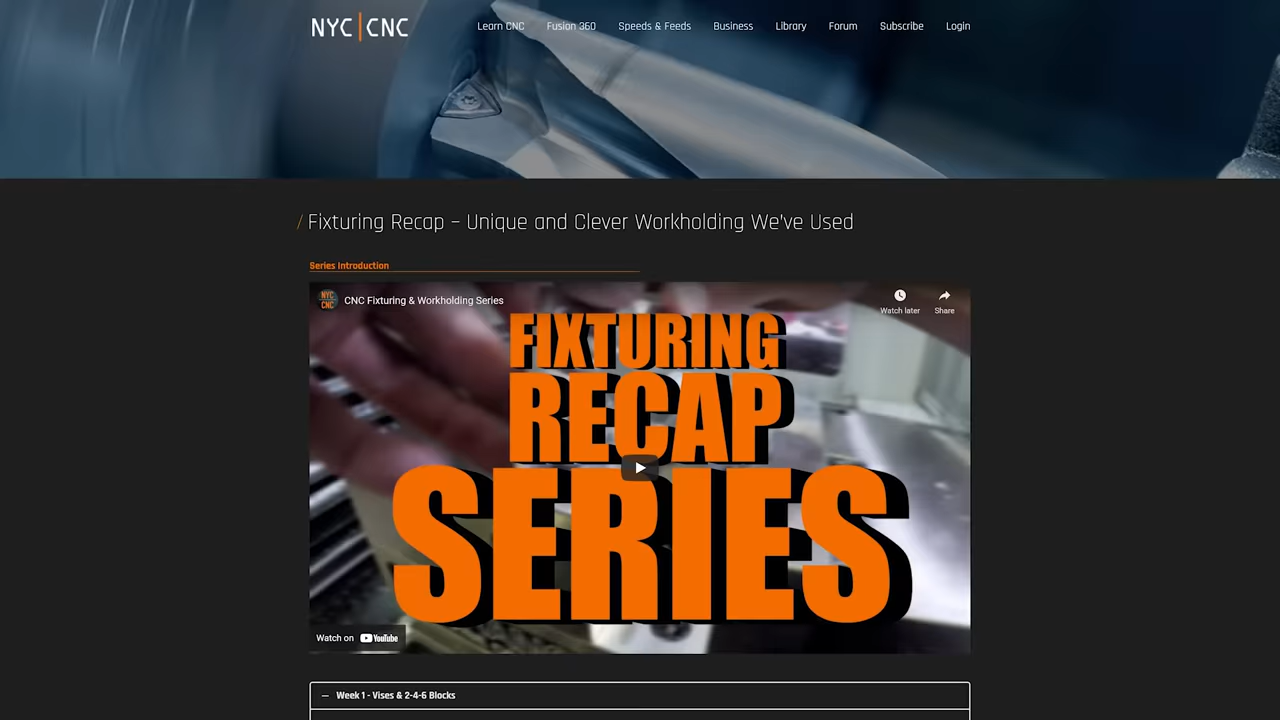 NYC|CNC
Learn CNC Fusion 360 Speeds & Feeds Business Library Forum Subscribe Login
/ Fixturing Recap – Unique and Clever Workholding We've Used
Series Introduction
NYC
CNC
CNC Fixturing & Workholding Series
Watch later
Share
FIXTURING
RECAP
SERIES
Watch on YouTube
– Week 1 - Vises & 2-4-6 Blocks